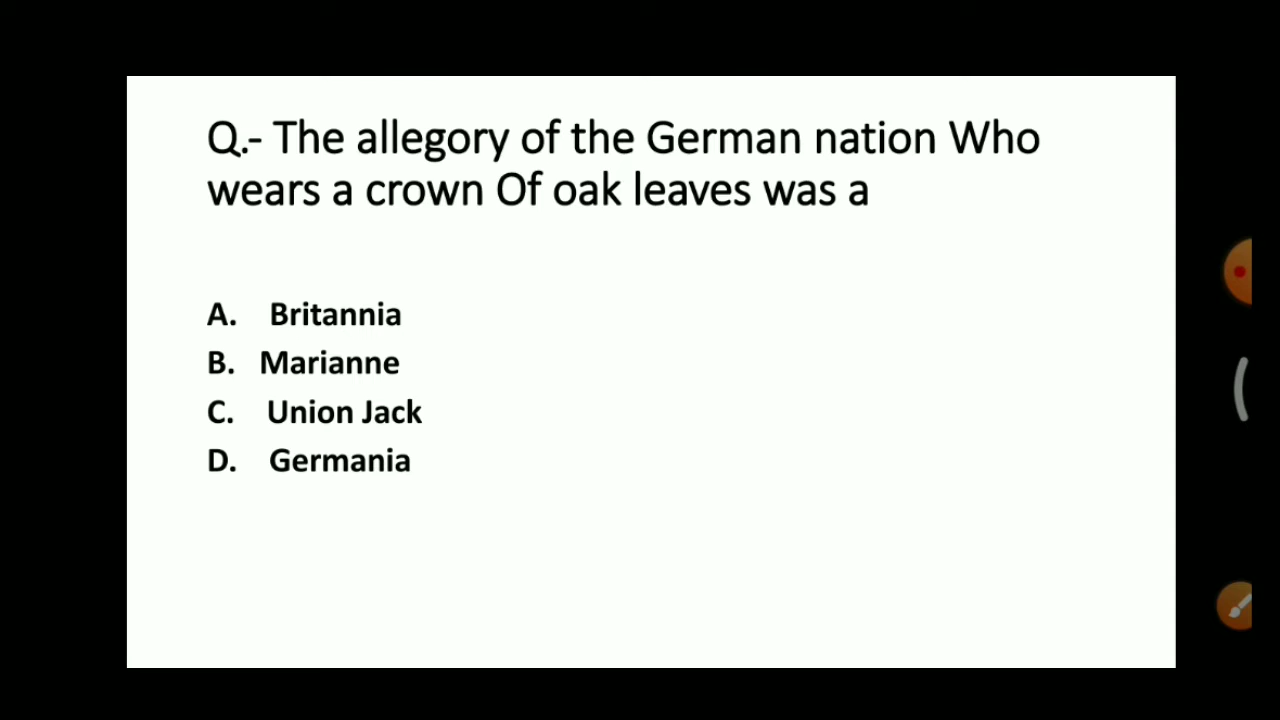 Q.- The allegory of the German nation Who
wears a crown Of oak leaves was a
A. Britannia
B. Marianne
C. Union Jack
D. Germania